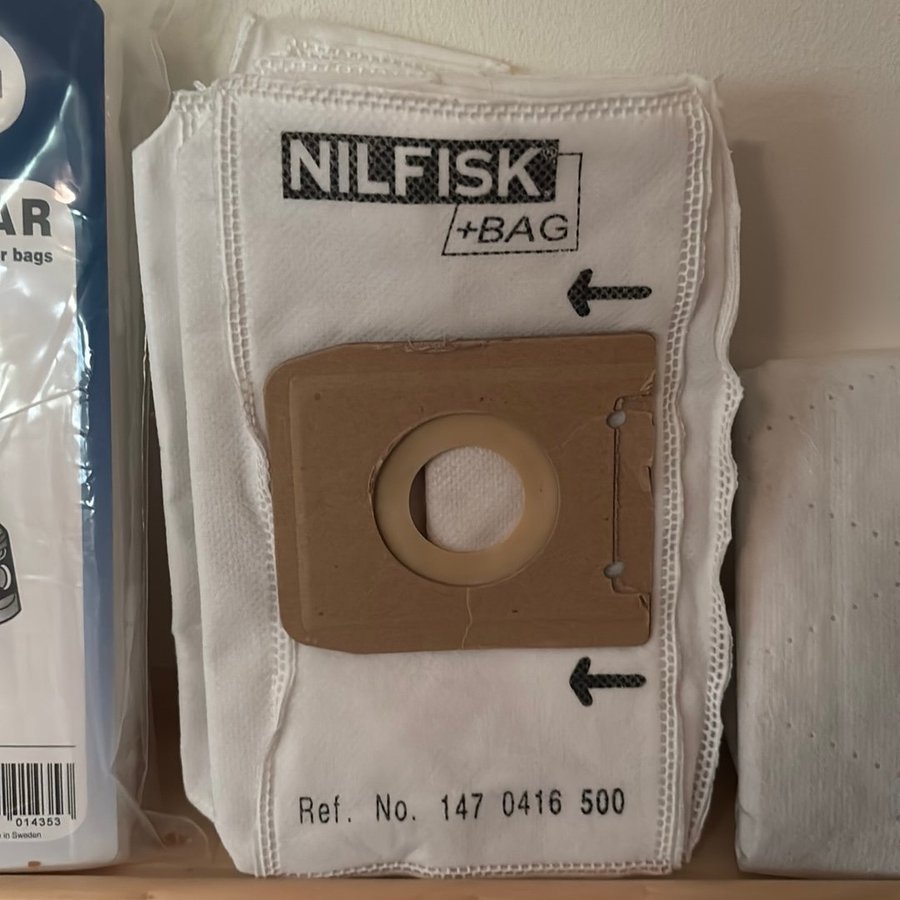 AR
r bags
014353
in Sweden
NILFISK
+BAG
Ref. No. 147 0416 500